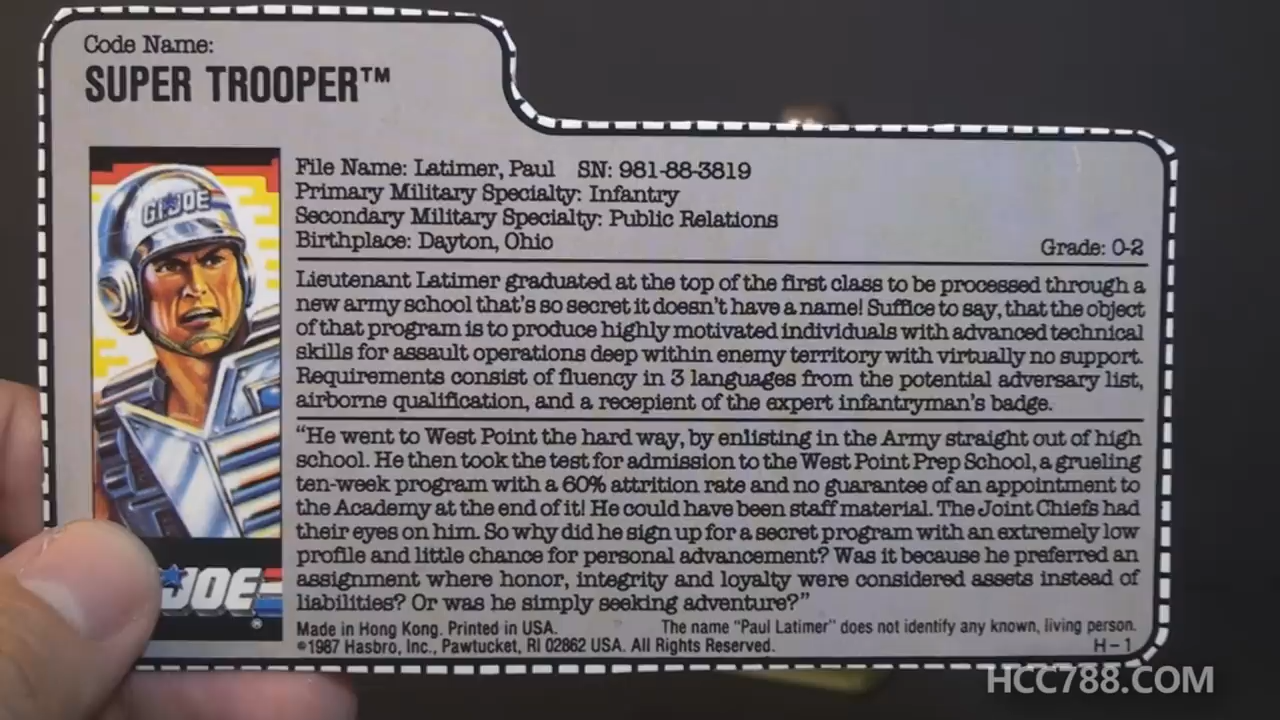 Code Name:
SUPER TROOPER™
GI JOE
File Name: Latimer, Paul SN: 981-88-3819
Primary Military Specialty: Infantry
Secondary Military Specialty: Public Relations
Birthplace: Dayton, Ohio
Grade: O-2
Lieutenant Latimer graduated at the top of the first class to be processed through a
new army school that's so secret it doesn't have a name! Suffice to say, that the object
of that program is to produce highly motivated individuals with advanced technical
skills for assault operations deep within enemy territory with virtually no support.
Requirements consist of fluency in 3 languages from the potential adversary list,
airborne qualification, and a recepient of the expert infantryman's badge.
"He went to West Point the hard way, by enlisting in the Army straight out of high
school. He then took the test for admission to the West Point Prep School, a grueling
ten-week program with a 60% attrition rate and no guarantee of an appointment to
the Academy at the end of it! He could have been staff material. The Joint Chiefs had
their eyes on him. So why did he sign up for a secret program with an extremely low
profile and little chance for personal advancement? Was it because he preferred an
assignment where honor, integrity and loyalty were considered assets instead of
liabilities? Or was he simply seeking adventure?"
JOE®
Made in Hong Kong. Printed in USA. The name "Paul Latimer" does not identify any known, living person.
©1987 Hasbro, Inc., Pawtucket, RI 02862 USA. All Rights Reserved. H-1
HCC788.COM